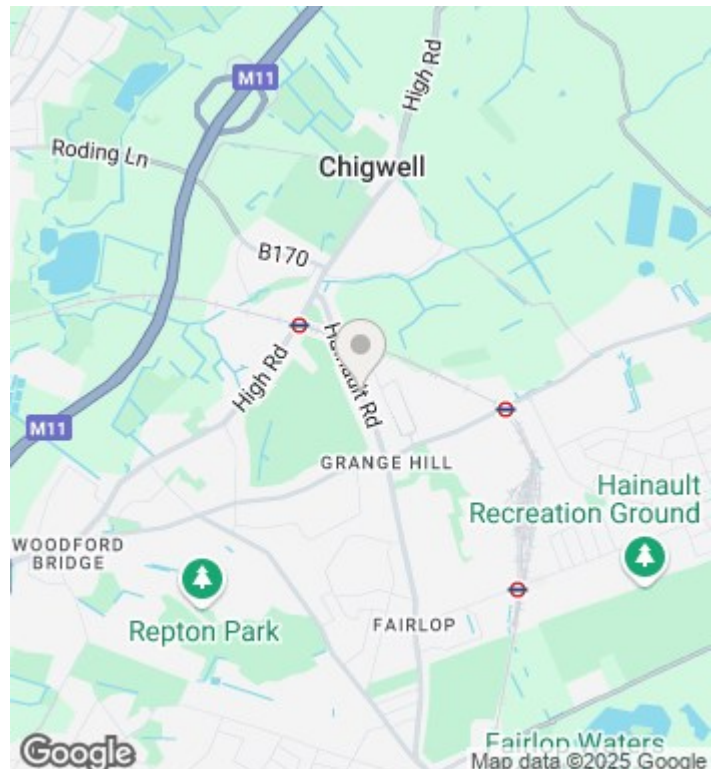 M11
High Rd
Roding Ln
Chigwell
B170
Hainault Rd
High Rd
M11
GRANGE HILL
Hainault
Recreation Ground
WOODFORD
BRIDGE
Repton Park
FAIRLOP
Fairlop Waters
Google
Map data ©2025 Google